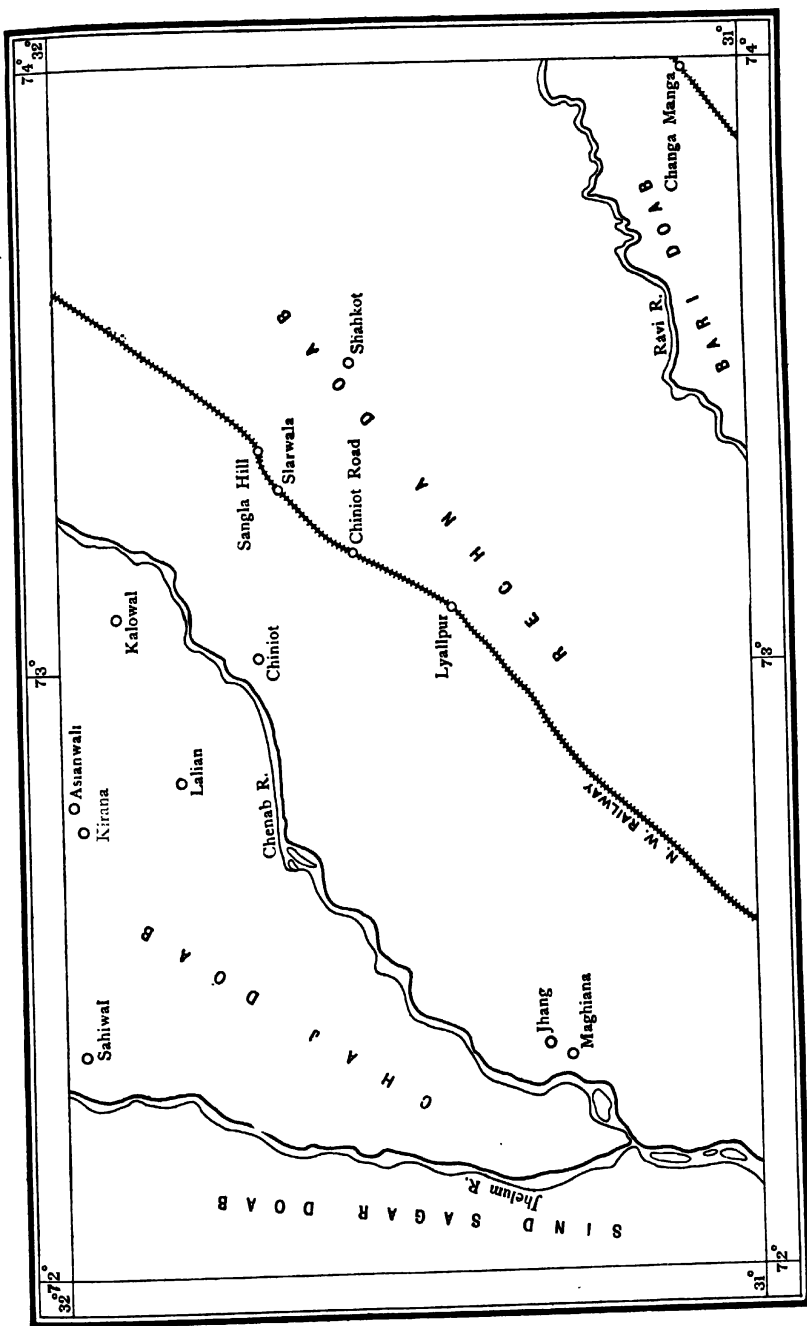 32°
72°
73°
74°
32
Sahiwal
Kirana
Asianwali
Kalowal
Lalian
Chiniot
Chenab R.
CHAJ DOAB
Jhelum R.
SIND SAGAR DOAB
Sangla Hill
Slarwala
Chiniot Road
Shahkot
Lyallpur
RECHNA DOAB
N. W. RAILWAY
Jhang
Maghiana
Ravi R.
BARI DOAB
Changa Manga
31°
72°
73°
74°
31°